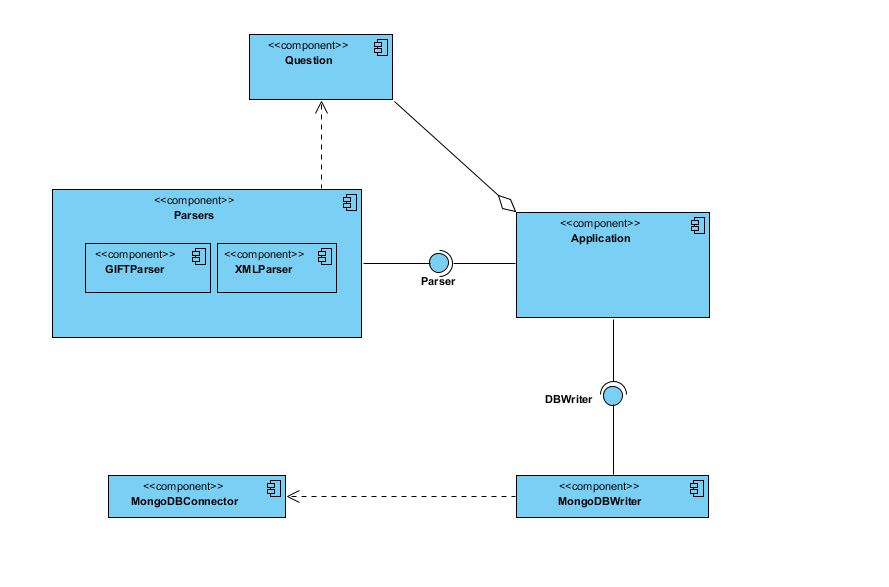 <<component>>
Question
<<component>>
Parsers
<<component>>
GIFTParser
<<component>>
XMLParser
<<component>>
Application
Parser
DBWriter
<<component>>
MongoDBConnector
<<component>>
MongoDBWriter